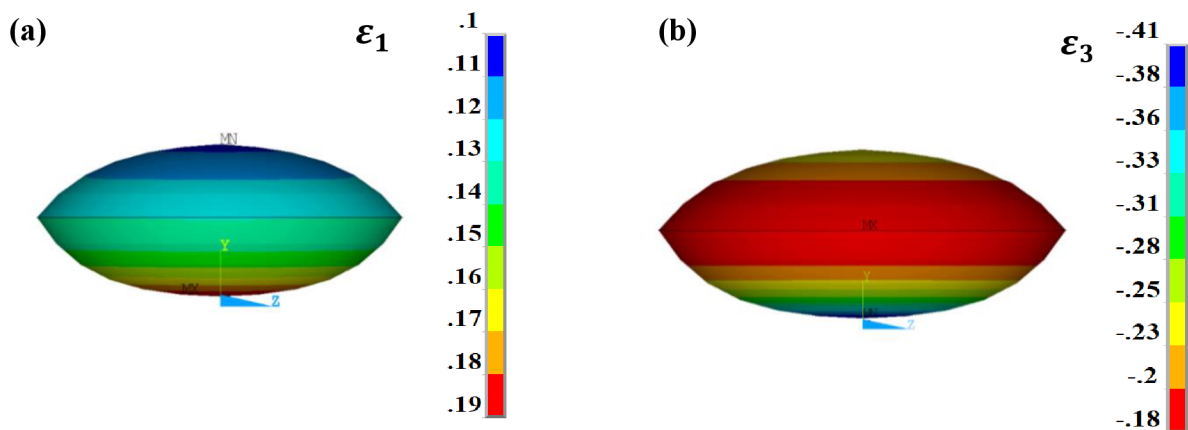 (a)
ε1
.1
.11
.12
.13
.14
.15
.16
.17
.18
.19
MN
Y
MX
Z
(b)
ε3
-.41
-.38
-.36
-.33
-.31
-.28
-.25
-.23
-.2
-.18
MX
Y
MN
Z